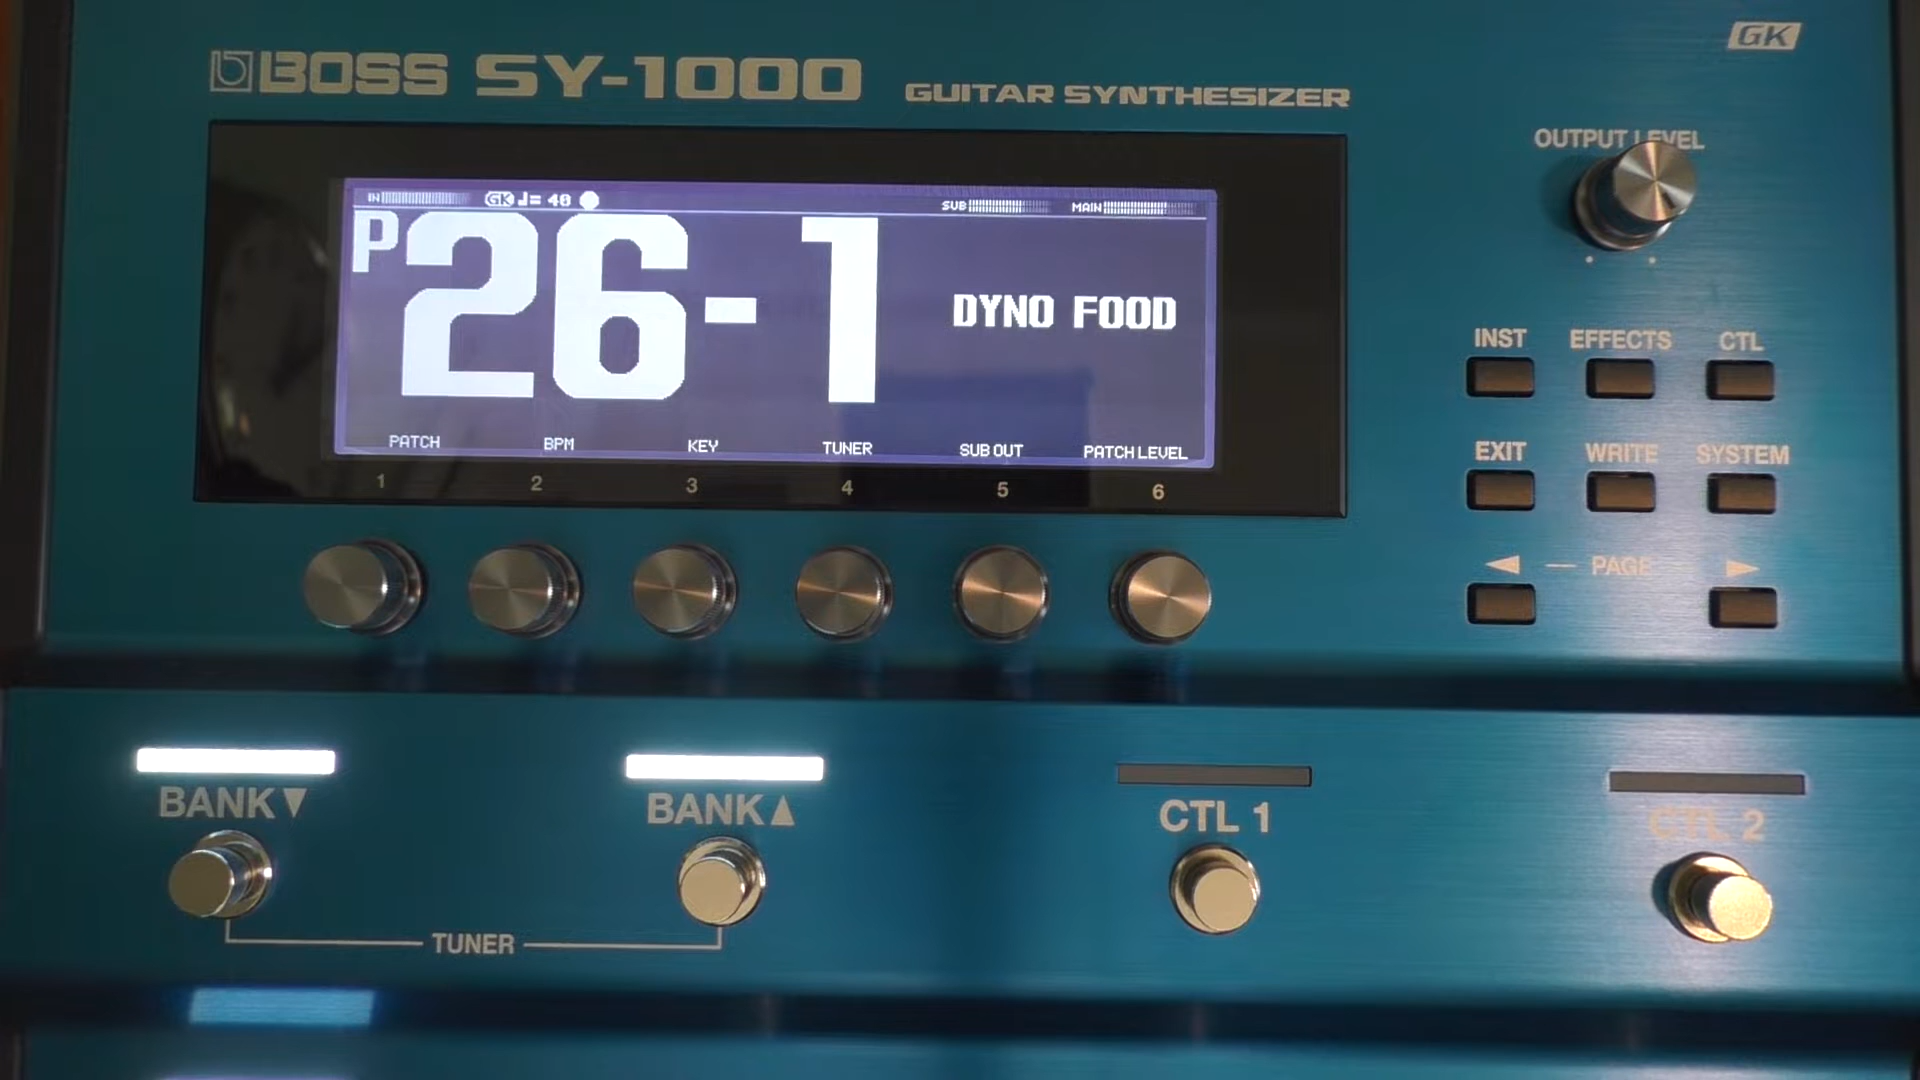 GK
BOSS SY-1000 GUITAR SYNTHESIZER
OUTPUT LEVEL
IN GK ♩= 40 SUB MAIN
P26-1 DYNO FOOD
PATCH BPM KEY TUNER SUB OUT PATCH LEVEL
1 2 3 4 5 6
INST EFFECTS CTL
EXIT WRITE SYSTEM
◀ — PAGE — ▶
BANK▼ BANK▲ CTL 1 CTL 2
TUNER